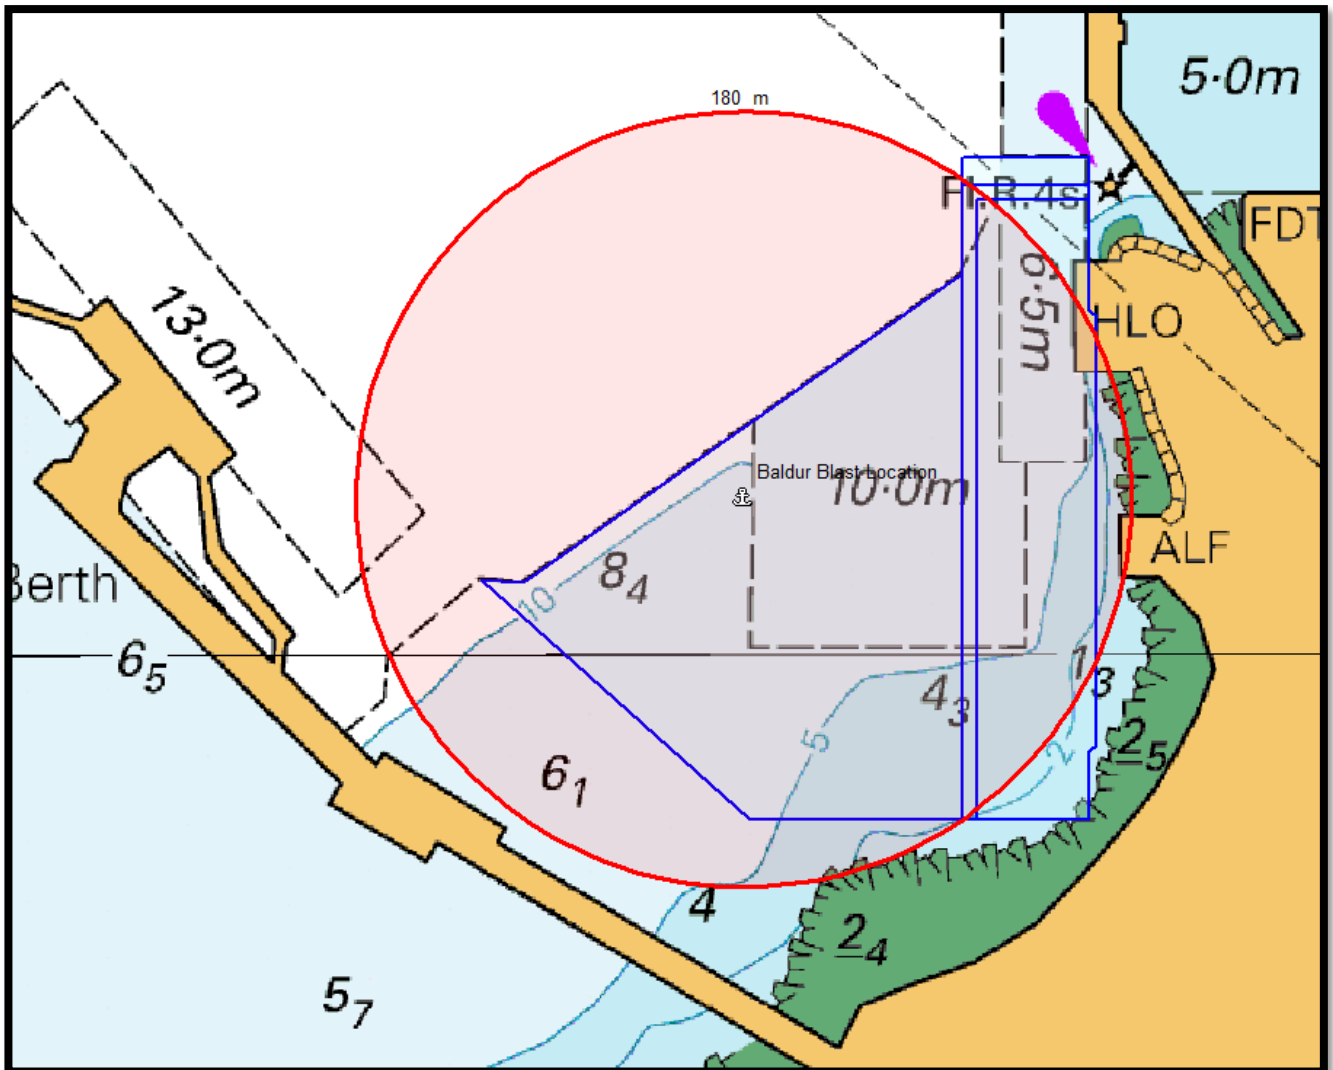 5·0m
180 m
Fl.R.4s
FDT
6·5m
13·0m
HLO
Baldur Blast Location
10·0m
ALF
8₄
Berth
10
6₅
1₃
4₃
5
2
2₅
6₁
4
2₄
5₇